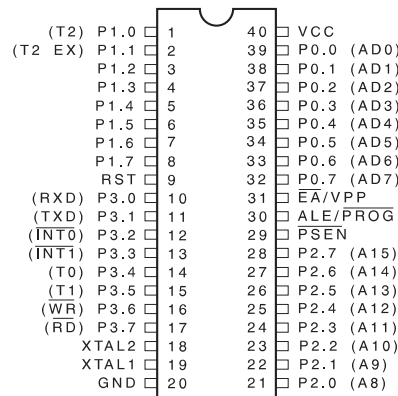 (T2) P1.0 1 40 VCC
(T2 EX) P1.1 2 39 P0.0 (AD0)
P1.2 3 38 P0.1 (AD1)
P1.3 4 37 P0.2 (AD2)
P1.4 5 36 P0.3 (AD3)
P1.5 6 35 P0.4 (AD4)
P1.6 7 34 P0.5 (AD5)
P1.7 8 33 P0.6 (AD6)
RST 9 32 P0.7 (AD7)
(RXD) P3.0 10 31 E̅A̅/VPP
(TXD) P3.1 11 30 ALE/P̅R̅O̅G̅
(I̅N̅T̅0̅) P3.2 12 29 P̅S̅E̅N̅
(I̅N̅T̅1̅) P3.3 13 28 P2.7 (A15)
(T0) P3.4 14 27 P2.6 (A14)
(T1) P3.5 15 26 P2.5 (A13)
(W̅R̅) P3.6 16 25 P2.4 (A12)
(R̅D̅) P3.7 17 24 P2.3 (A11)
XTAL2 18 23 P2.2 (A10)
XTAL1 19 22 P2.1 (A9)
GND 20 21 P2.0 (A8)